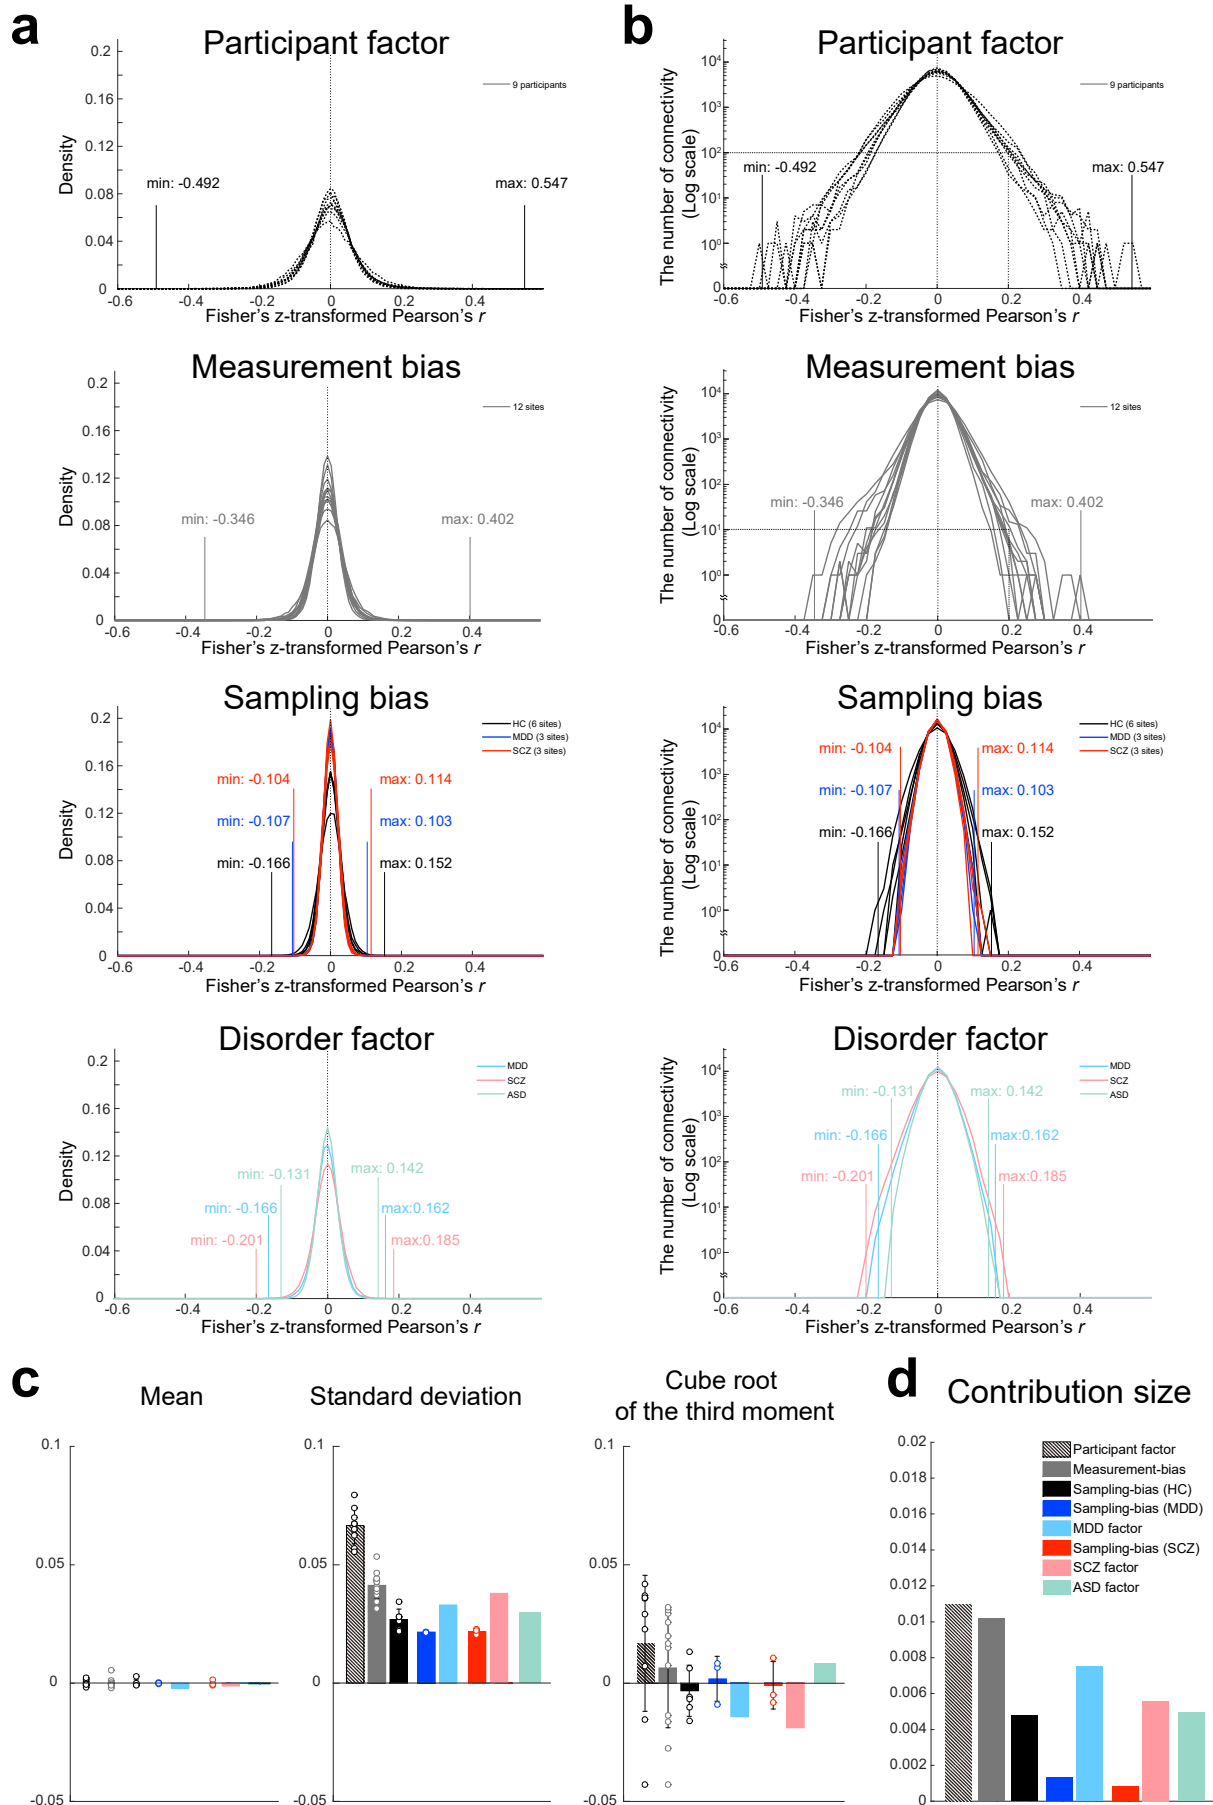 a
Participant factor
0.2
0.16
0.12
0.08
0.04
0
Density
9 participants
min: -0.492
max: 0.547
-0.6
-0.4
-0.2
0
0.2
0.4
Fisher's z-transformed Pearson's r
Measurement bias
0.2
0.16
0.12
0.08
0.04
0
Density
12 sites
min: -0.346
max: 0.402
-0.6
-0.4
-0.2
0
0.2
0.4
Fisher's z-transformed Pearson's r
Sampling bias
0.2
0.16
0.12
0.08
0.04
0
Density
HC (6 sites)
MDD (3 sites)
SCZ (3 sites)
min: -0.104
max: 0.114
min: -0.107
max: 0.103
min: -0.166
max: 0.152
-0.6
-0.4
-0.2
0
0.2
0.4
Fisher's z-transformed Pearson's r
Disorder factor
0.2
0.16
0.12
0.08
0.04
0
Density
MDD
SCZ
ASD
min: -0.131
max: 0.142
min: -0.166
max:0.162
min: -0.201
max:0.185
-0.6
-0.4
-0.2
0
0.2
0.4
Fisher's z-transformed Pearson's r
b
Participant factor
10⁴
10³
10²
10¹
10⁰
0
The number of connectivity
(Log scale)
9 participants
min: -0.492
max: 0.547
-0.6
-0.4
-0.2
0
0.2
0.4
Fisher's z-transformed Pearson's r
Measurement bias
10⁴
10³
10²
10¹
10⁰
0
The number of connectivity
(Log scale)
12 sites
min: -0.346
max: 0.402
-0.6
-0.4
-0.2
0
0.2
0.4
Fisher's z-transformed Pearson's r
Sampling bias
10⁴
10³
10²
10¹
10⁰
0
The number of connectivity
(Log scale)
HC (6 sites)
MDD (3 sites)
SCZ (3 sites)
min: -0.104
max: 0.114
min: -0.107
max: 0.103
min: -0.166
max: 0.152
-0.6
-0.4
-0.2
0
0.2
0.4
Fisher's z-transformed Pearson's r
Disorder factor
10⁴
10³
10²
10¹
10⁰
0
The number of connectivity
(Log scale)
MDD
SCZ
ASD
min: -0.131
max: 0.142
min: -0.166
max:0.162
min: -0.201
max:0.185
-0.6
-0.4
-0.2
0
0.2
0.4
Fisher's z-transformed Pearson's r
c
Mean
0.1
0.05
0
-0.05
Standard deviation
0.1
0.05
0
-0.05
Cube root
of the third moment
0.1
0.05
0
-0.05
d
Contribution size
0.02
0.018
0.016
0.014
0.012
0.01
0.008
0.006
0.004
0.002
0
Participant factor
Measurement-bias
Sampling-bias (HC)
Sampling-bias (MDD)
MDD factor
Sampling-bias (SCZ)
SCZ factor
ASD factor